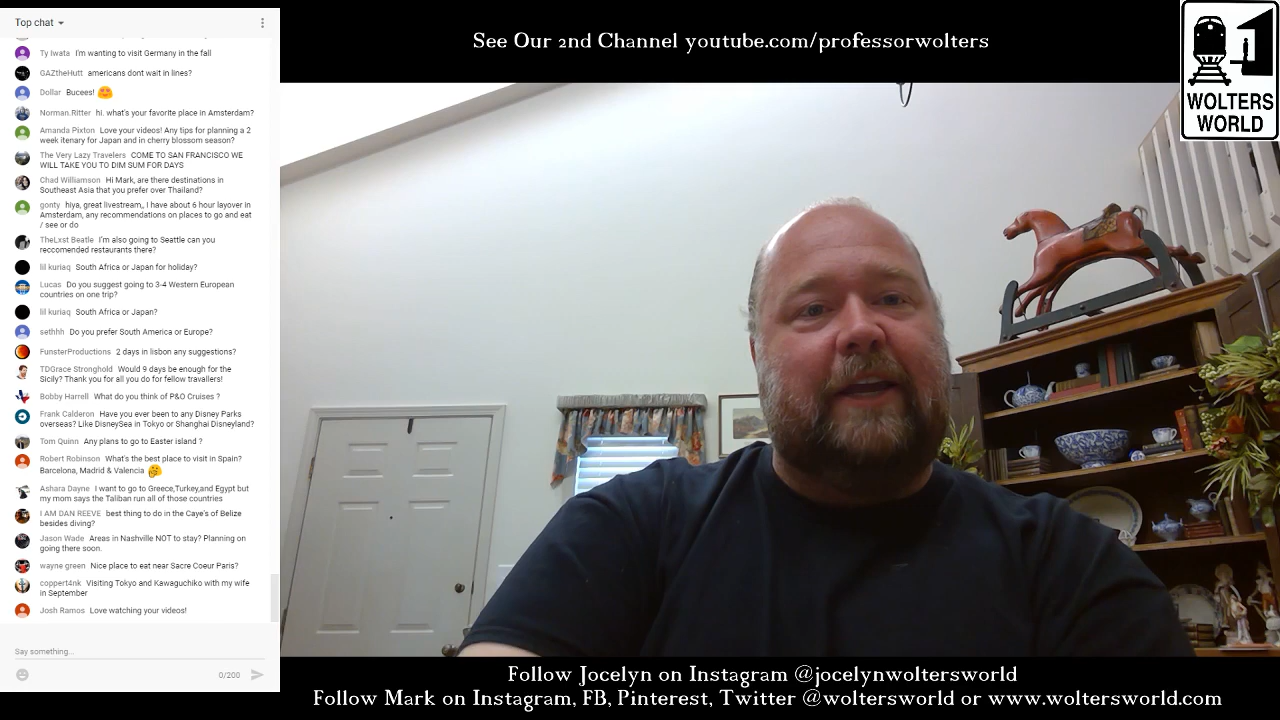 Top chat
Ty Iwata I'm wanting to visit Germany in the fall
GAZtheHutt americans dont wait in lines?
Dollar Bucees!
Norman.Ritter hi. what's your favorite place in Amsterdam?
Amanda Pixton Love your videos! Any tips for planning a 2
week itenary for Japan and in cherry blossom season?
The Very Lazy Travelers COME TO SAN FRANCISCO WE
WILL TAKE YOU TO DIM SUM FOR DAYS
Chad Williamson Hi Mark, are there destinations in
Southeast Asia that you prefer over Thailand?
gonty hiya, great livestream,, I have about 6 hour layover in
Amsterdam, any recommendations on places to go and eat
/ see or do
TheLxst Beatle I'm also going to Seattle can you
reccomended restaurants there?
lil kuriaq South Africa or Japan for holiday?
Lucas Do you suggest going to 3-4 Western European
countries on one trip?
lil kuriaq South Africa or Japan?
sethhh Do you prefer South America or Europe?
FunsterProductions 2 days in lisbon any suggestions?
TDGrace Stronghold Would 9 days be enough for the
Sicily? Thank you for all you do for fellow travallers!
Bobby Harrell What do you think of P&O Cruises ?
Frank Calderon Have you ever been to any Disney Parks
overseas? Like DisneySea in Tokyo or Shanghai Disneyland?
Tom Quinn Any plans to go to Easter island ?
Robert Robinson What's the best place to visit in Spain?
Barcelona, Madrid & Valencia
Ashara Dayne I want to go to Greece,Turkey,and Egypt but
my mom says the Taliban run all of those countries
I AM DAN REEVE best thing to do in the Caye's of Belize
besides diving?
Jason Wade Areas in Nashville NOT to stay? Planning on
going there soon.
wayne green Nice place to eat near Sacre Coeur Paris?
coppert4nk Visiting Tokyo and Kawaguchiko with my wife
in September
Josh Ramos Love watching your videos!
Say something...
0/200
See Our 2nd Channel youtube.com/professorwolters
WOLTERS
WORLD
Follow Jocelyn on Instagram @jocelynwoltersworld
Follow Mark on Instagram, FB, Pinterest, Twitter @woltersworld or www.woltersworld.com